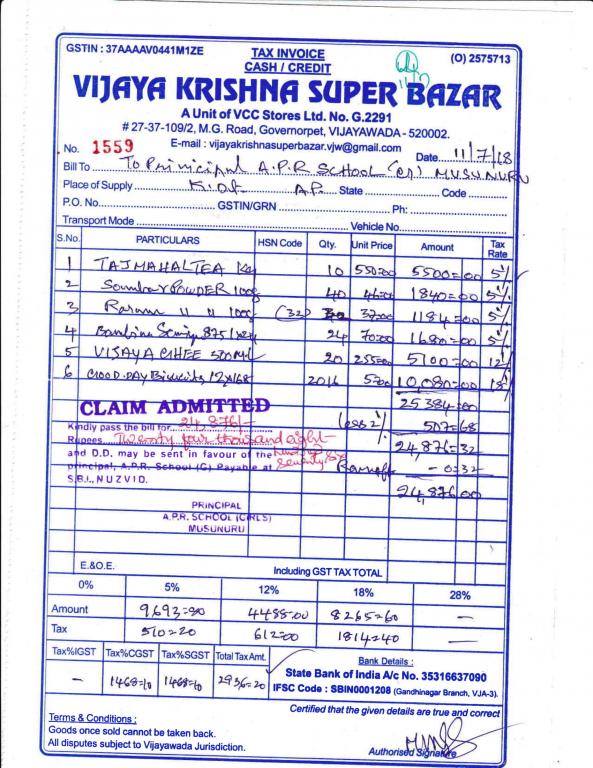 GSTIN : 37AAAAV0441M1ZE
TAX INVOICE
CASH / CREDIT
(O) 2575713
VIJAYA KRISHNA SUPER BAZAR
A Unit of VCC Stores Ltd. No. G.2291
# 27-37-109/2, M.G. Road, Governorpet, VIJAYAWADA - 520002.
E-mail : vijayakrishnasuperbazar.vjw@gmail.com
No. 1559
Date 11/7/18
Bill To To Principal A.P.R SCHOOL (G) MUSUNURU
Place of Supply A.P. State Code
P.O. No. GSTIN/GRN Ph:
Transport Mode Vehicle No.
S.No. PARTICULARS HSN Code Qty. Unit Price Amount Tax Rate
1 TAJMAHAL TEA Kg 10 550=00 5500=00 5%
2 Sambar POWDER 100g 40 46=00 1840=00 5%
3 Rasam " " 100g (32) 37=00 1184=00 5%
4 Bambino 24 70=00 1680=00 5%
5 VIJAYA GHEE 500ML 20 255=00 5100=00 12%
6 GOOD DAY Biscuits 12x168 2016 5=00 10,080=00 18%
25384=00
CLAIM ADMITTED
Kindly pass the bill for 24,876/-
(less 2% 507=68
Rupees Twenty four thousand eight
24,876=32
and D.D. may be sent in favour of the hundred seventy six
principal, A.P.R. School (G) Payable at
- 0=32
S.B.I., NUZVID.
24,876=00
PRINCIPAL
A.P.R. SCHOOL (GIRLS)
MUSUNURU
E.&O.E. Including GST TAX TOTAL
0% 5% 12% 18% 28%
Amount 9693=80 4488=00 8265=60 —
Tax 510=20 612=00 1814=40 —
Tax%IGST Tax%CGST Tax%SGST Total Tax Amt.
Bank Details :
State Bank of India A/c No. 35316637090
- 1468=10 1468=10 2936=20
IFSC Code : SBIN0001208 (Gandhinagar Branch, VJA-3).
Certified that the given details are true and correct
Terms & Conditions :
Goods once sold cannot be taken back.
All disputes subject to Vijayawada Jurisdiction.
Authorised Signature